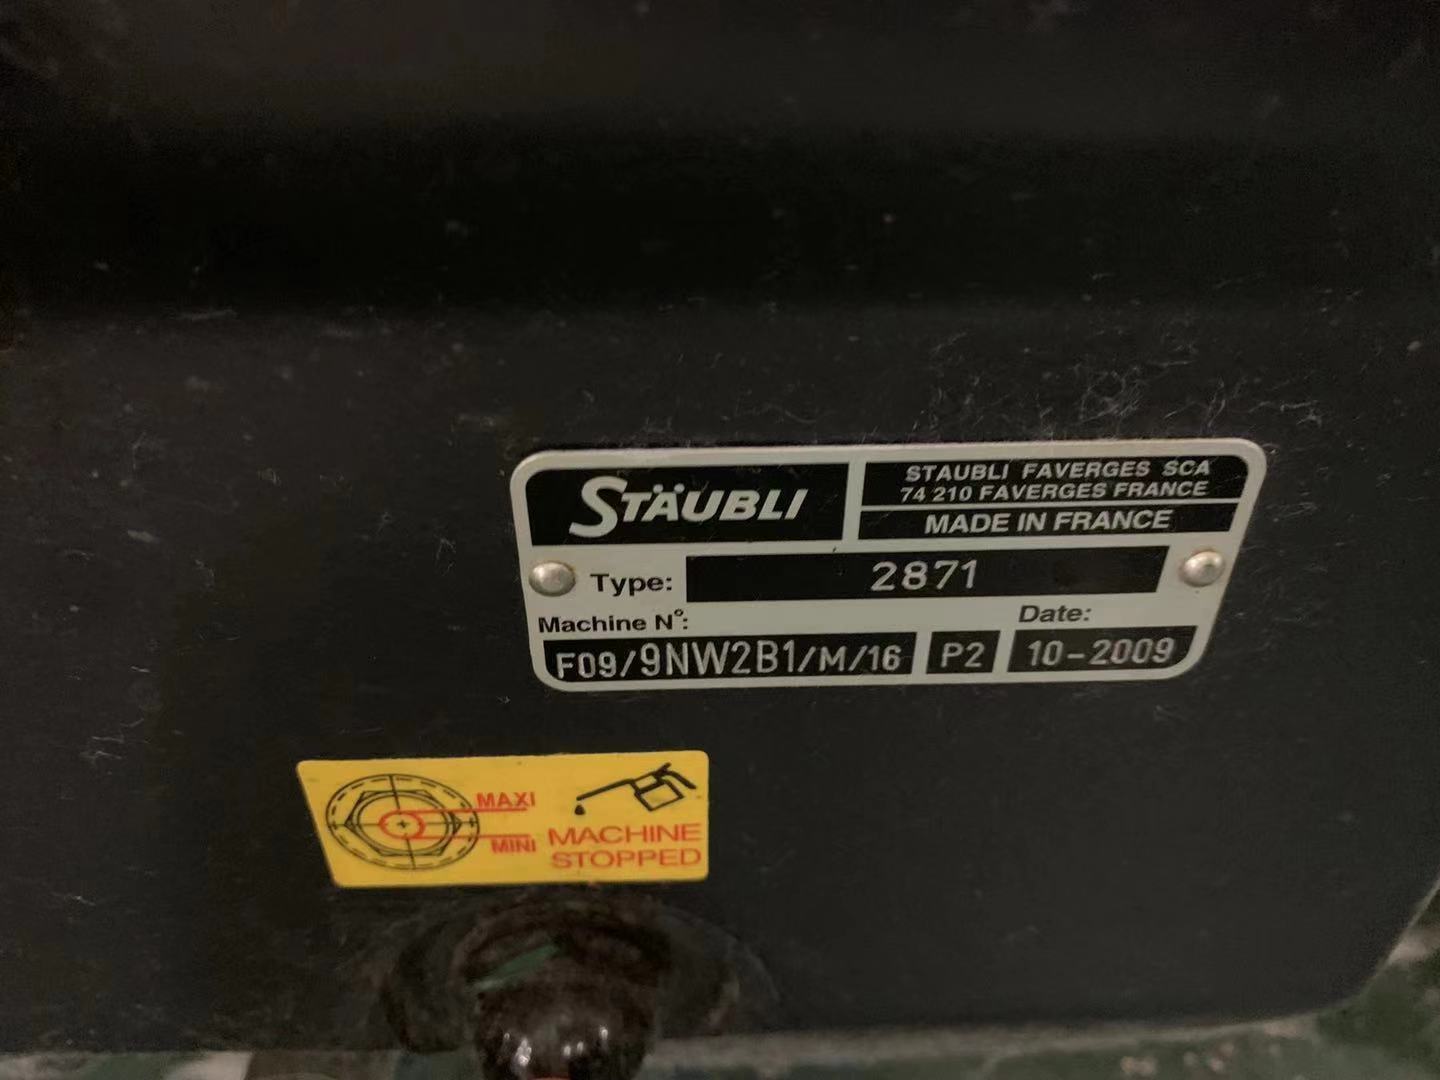 STÄUBLI
STAUBLI FAVERGES SCA
74 210 FAVERGES FRANCE
MADE IN FRANCE
Type: 2871
Machine N°:
Date:
F09/9NW2B1/M/16 P2 10-2009
MAXI
MINI
MACHINE
STOPPED